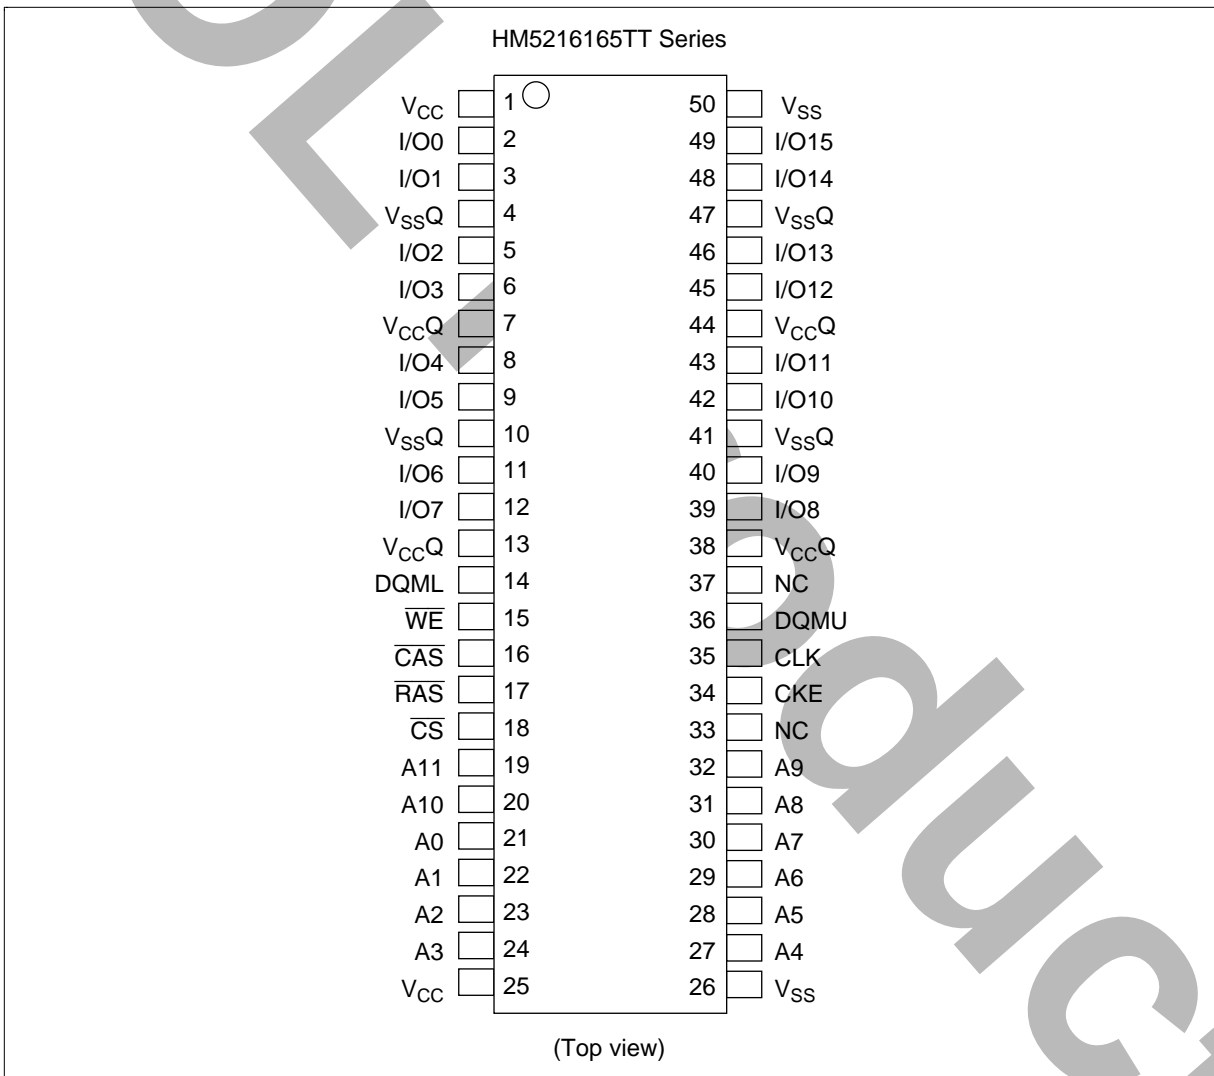 HM5216165TT Series
VCC 1 50 VSS
I/O0 2 49 I/O15
I/O1 3 48 I/O14
VSSQ 4 47 VSSQ
I/O2 5 46 I/O13
I/O3 6 45 I/O12
VCCQ 7 44 VCCQ
I/O4 8 43 I/O11
I/O5 9 42 I/O10
VSSQ 10 41 VSSQ
I/O6 11 40 I/O9
I/O7 12 39 I/O8
VCCQ 13 38 VCCQ
DQML 14 37 NC
W̅E̅ 15 36 DQMU
C̅A̅S̅ 16 35 CLK
R̅A̅S̅ 17 34 CKE
C̅S̅ 18 33 NC
A11 19 32 A9
A10 20 31 A8
A0 21 30 A7
A1 22 29 A6
A2 23 28 A5
A3 24 27 A4
VCC 25 26 VSS
(Top view)